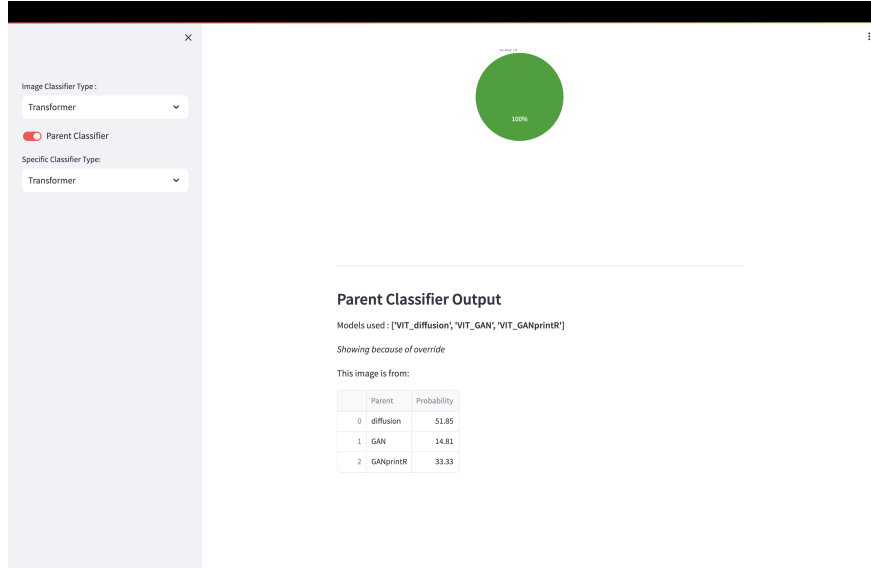 Image Classifier Type :
Transformer
Parent Classifier
Specific Classifier Type:
Transformer
100%
Parent Classifier Output
Models used : ['VIT_diffusion', 'VIT_GAN', 'VIT_GANprintR']
Showing because of override
This image is from:
Parent Probability
0 diffusion 51.85
1 GAN 14.81
2 GANprintR 33.33